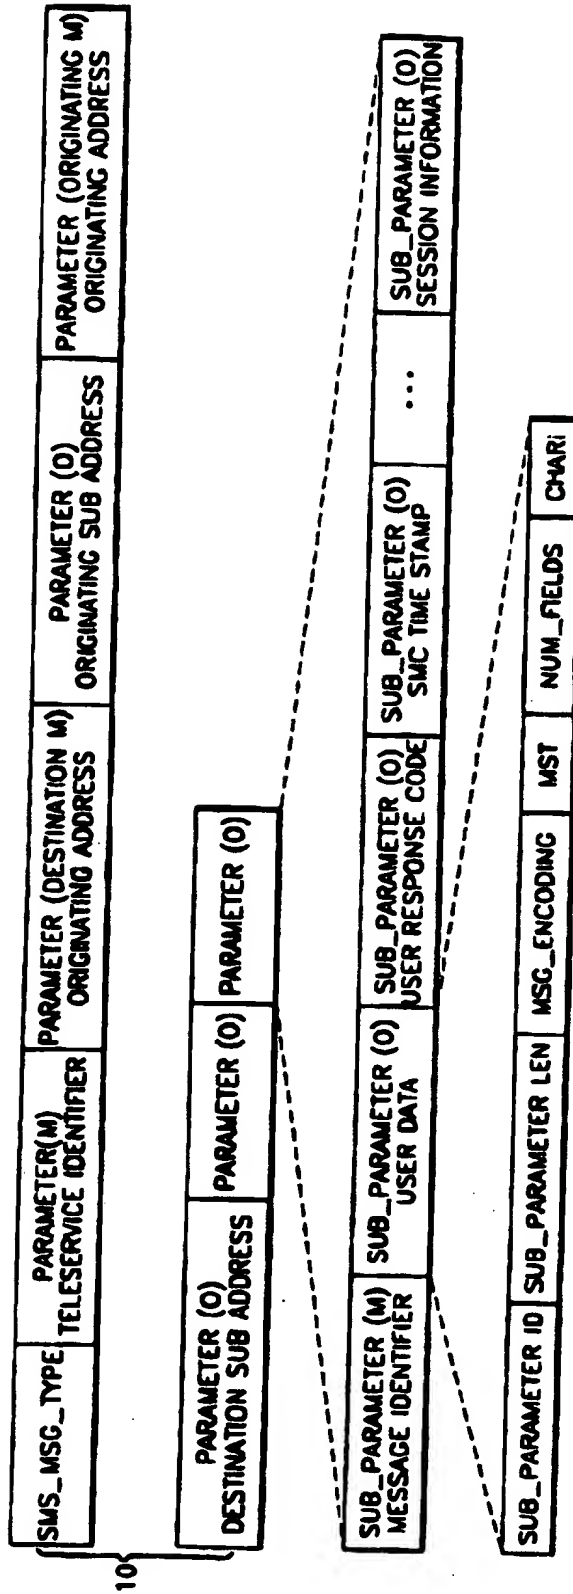 SMS_MSG_TYPE
PARAMETER(M)
TELESERVICE IDENTIFIER
PARAMETER (DESTINATION M)
ORIGINATING ADDRESS
PARAMETER (O)
ORIGINATING SUB ADDRESS
PARAMETER (ORIGINATING M)
ORIGINATING ADDRESS
10
PARAMETER (O)
DESTINATION SUB ADDRESS
PARAMETER (O)
PARAMETER (O)
SUB_PARAMETER (M)
MESSAGE IDENTIFIER
SUB_PARAMETER (O)
USER DATA
SUB_PARAMETER (O)
USER RESPONSE CODE
SUB_PARAMETER (O)
SMC TIME STAMP
...
SUB_PARAMETER (O)
SESSION INFORMATION
SUB_PARAMETER ID
SUB_PARAMETER LEN
MSG_ENCODING
MST
NUM_FIELDS
CHARi